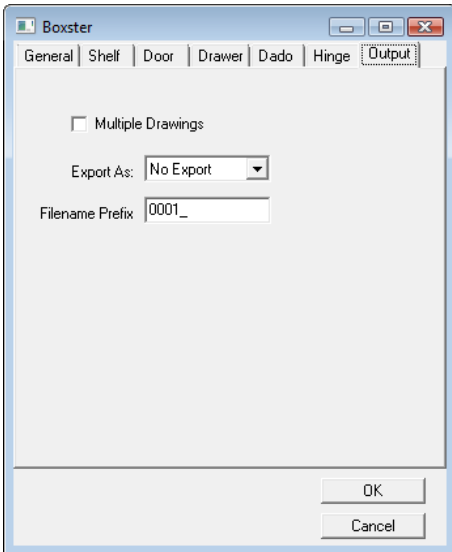 Boxster
General Shelf Door Drawer Dado Hinge Output
Multiple Drawings
Export As: No Export
Filename Prefix 0001_
OK
Cancel